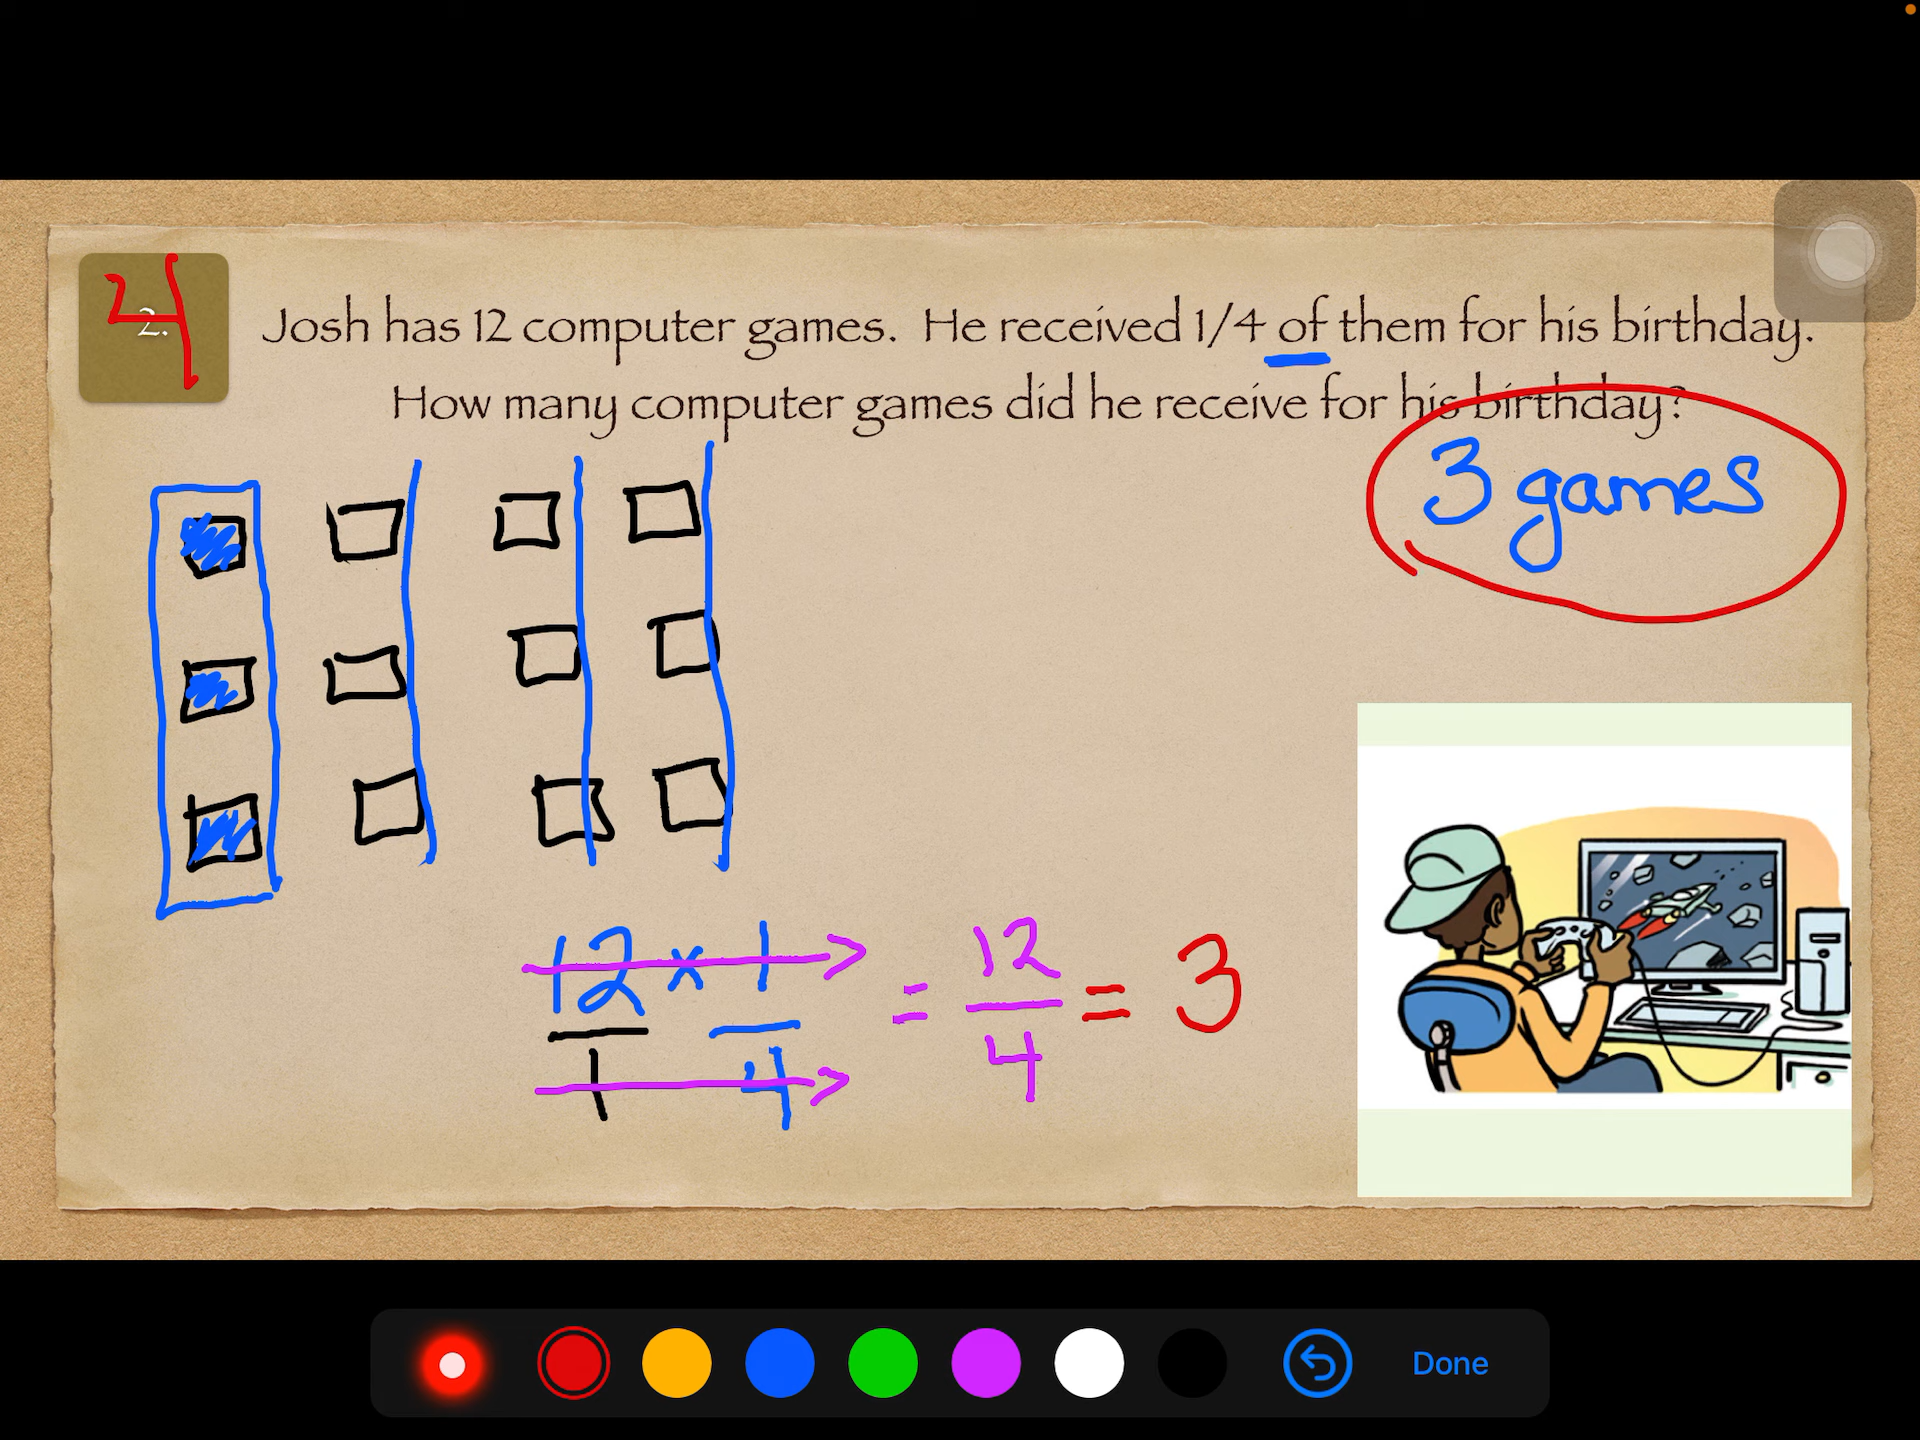 4
2.
Josh has 12 computer games. He received 1/4 of them for his birthday.
How many computer games did he receive for his birthday?
3 games
12 x 1 = 12 = 3
1 4 4
Done